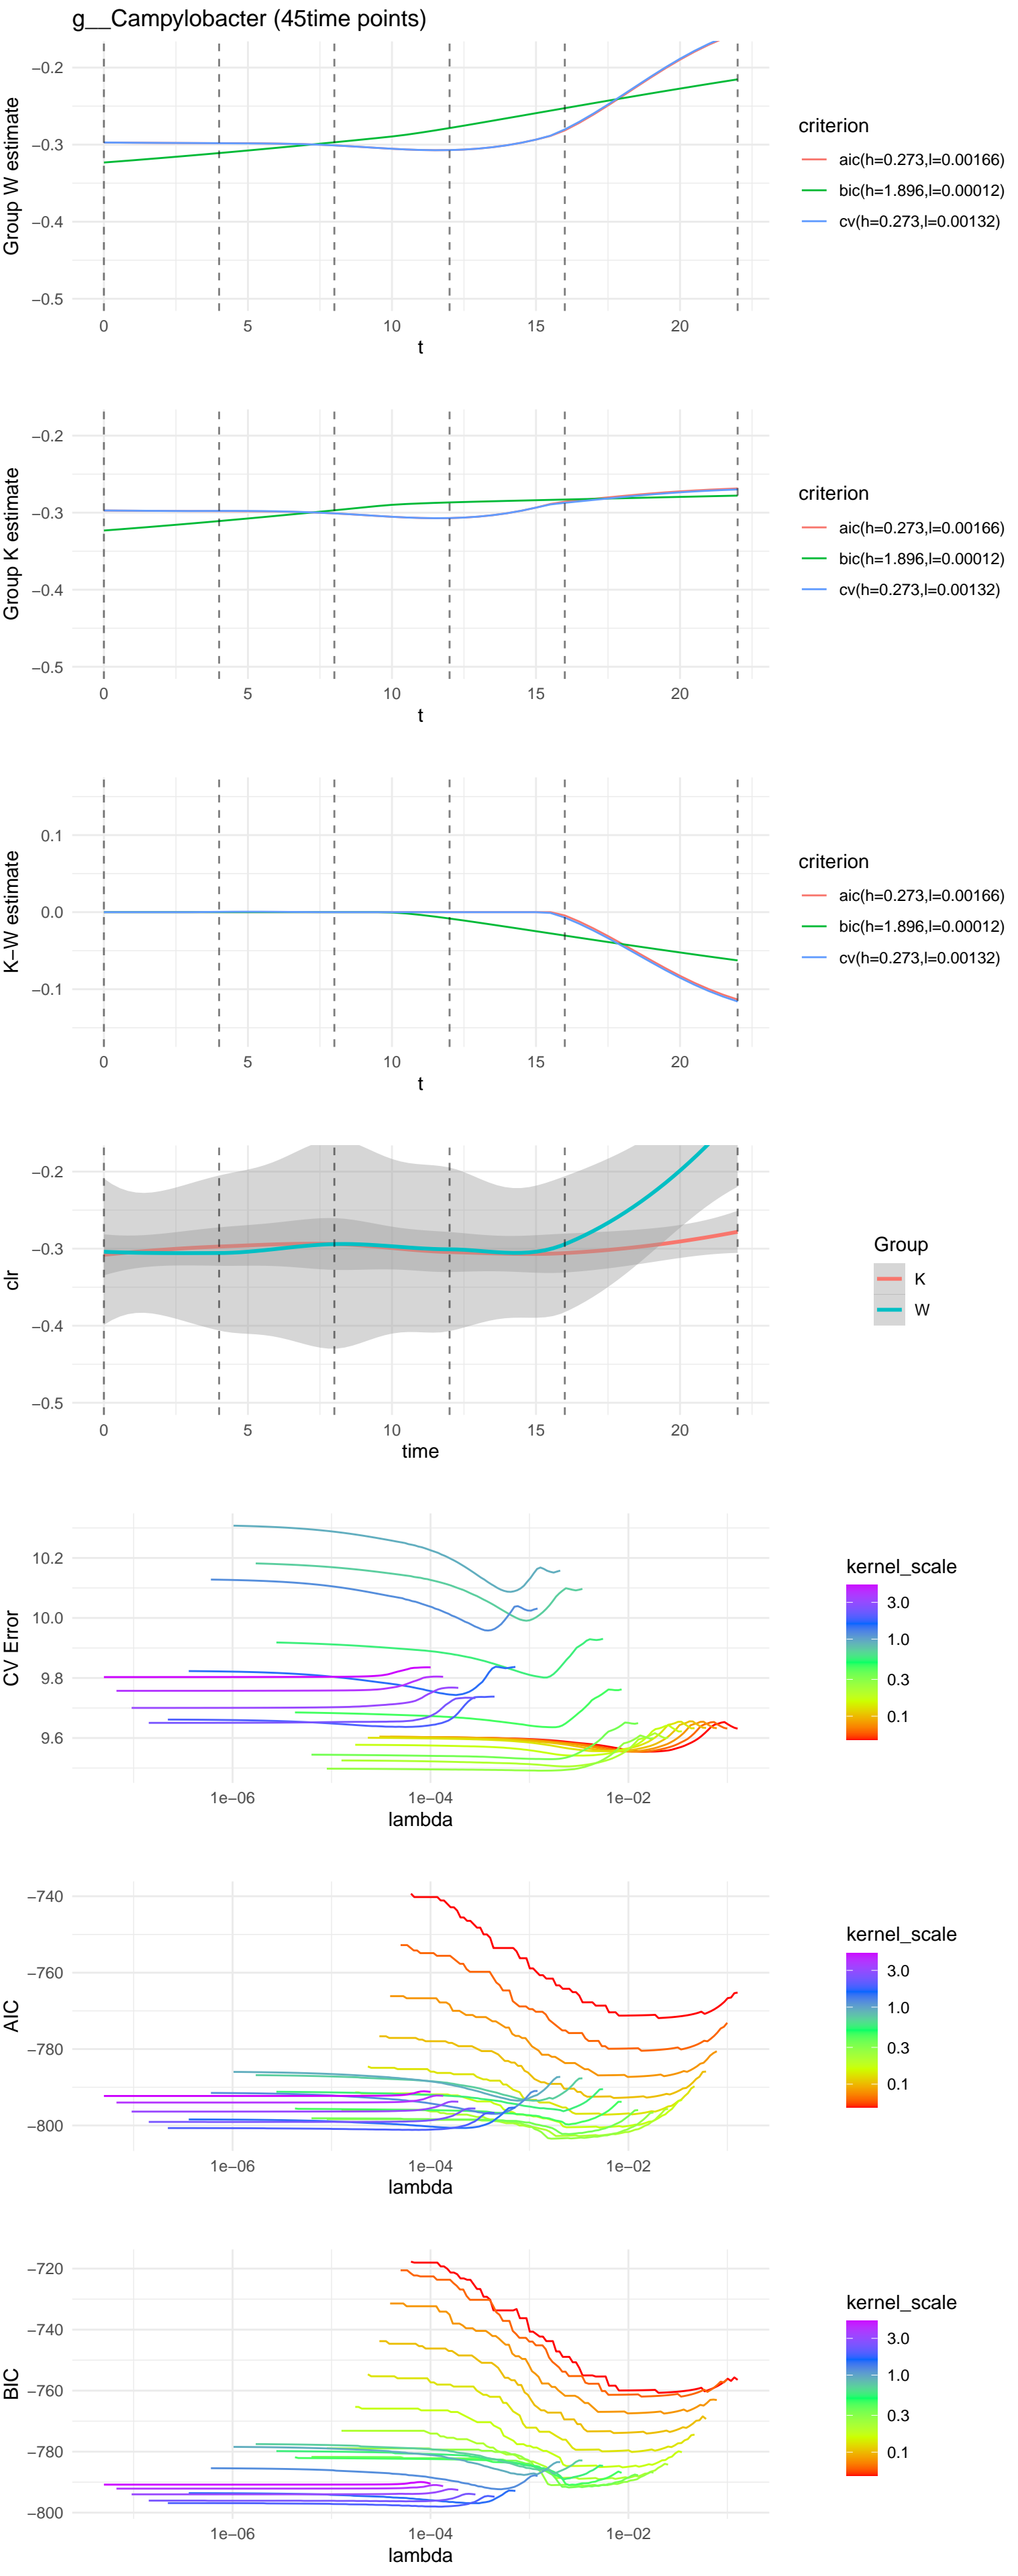 g__Campylobacter (45time points)
Group W estimate
−0.2
−0.3
−0.4
−0.5
0 5 10 15 20
t
criterion
aic(h=0.273,l=0.00166)
bic(h=1.896,l=0.00012)
cv(h=0.273,l=0.00132)
Group K estimate
−0.2
−0.3
−0.4
−0.5
0 5 10 15 20
t
criterion
aic(h=0.273,l=0.00166)
bic(h=1.896,l=0.00012)
cv(h=0.273,l=0.00132)
K−W estimate
0.1
0.0
−0.1
0 5 10 15 20
t
criterion
aic(h=0.273,l=0.00166)
bic(h=1.896,l=0.00012)
cv(h=0.273,l=0.00132)
clr
−0.2
−0.3
−0.4
−0.5
0 5 10 15 20
time
Group
K
W
CV Error
10.2
10.0
9.8
9.6
1e−06 1e−04 1e−02
lambda
kernel_scale
3.0
1.0
0.3
0.1
AIC
−740
−760
−780
−800
1e−06 1e−04 1e−02
lambda
kernel_scale
3.0
1.0
0.3
0.1
BIC
−720
−740
−760
−780
−800
1e−06 1e−04 1e−02
lambda
kernel_scale
3.0
1.0
0.3
0.1